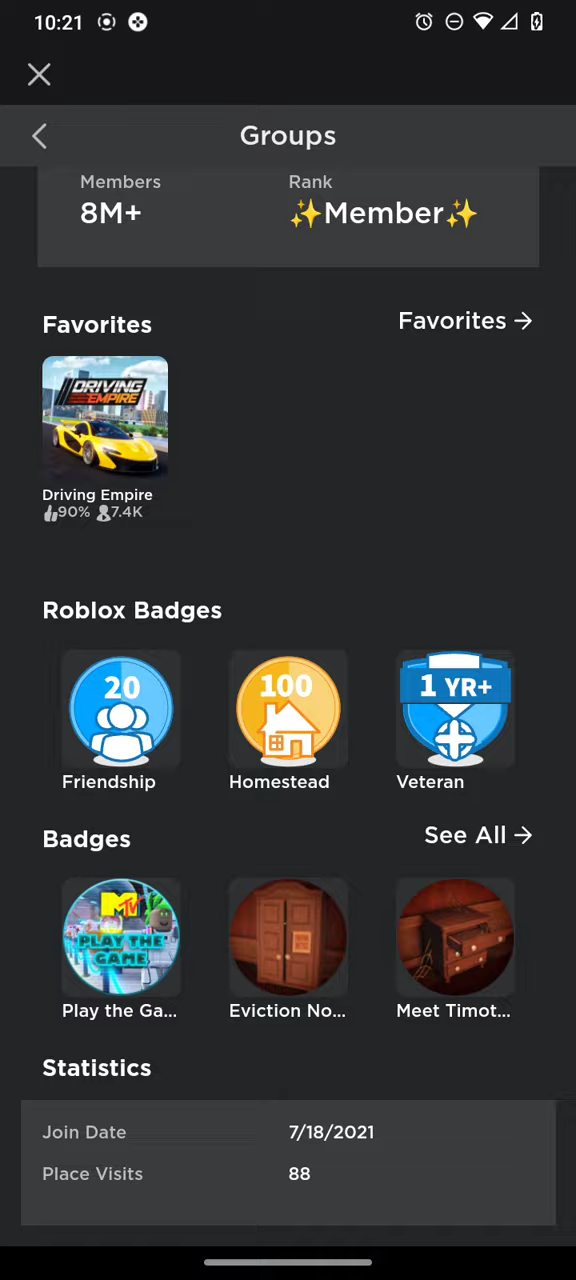 10:21
Groups
Members Rank
8M+ ✨Member✨
Favorites Favorites →
DRIVING
EMPIRE
Driving Empire
90% 7.4K
Roblox Badges
20 100 1 YR+
Friendship Homestead Veteran
Badges See All →
MTV
PLAY THE
GAME
Play the Ga... Eviction No... Meet Timot...
Statistics
Join Date 7/18/2021
Place Visits 88